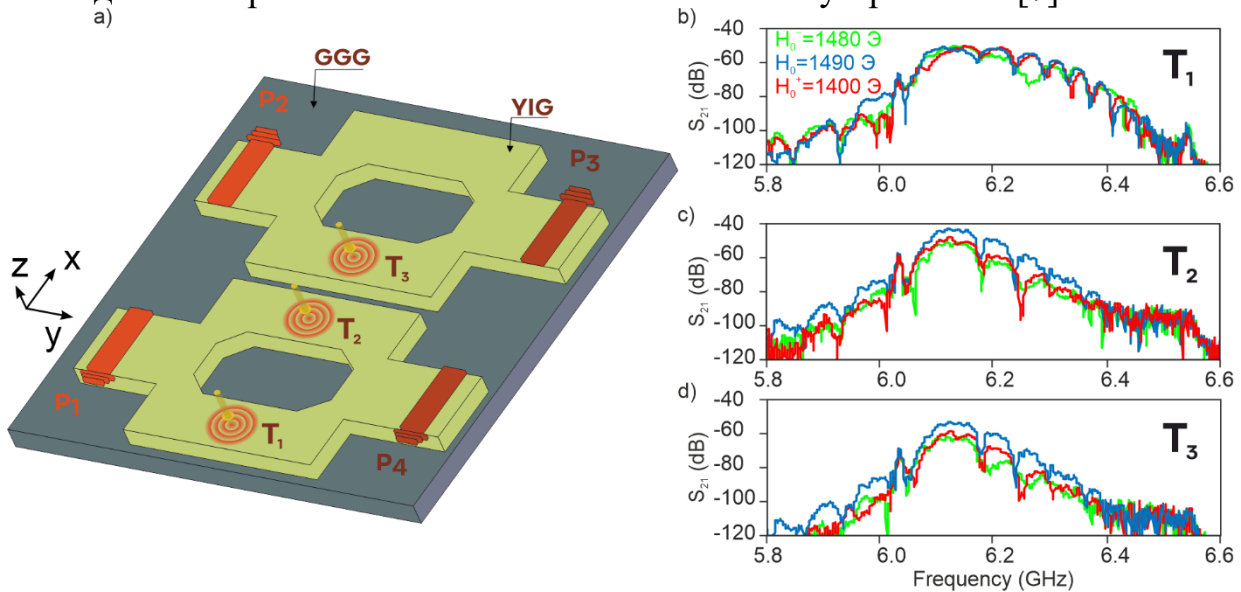 a)
GGG
YIG
P2
P3
P1
P4
T₃
T₂
T₁
z
x
y
b)
H₀⁻=1480 Э
H₀=1490 Э
H₀⁺=1400 Э
T₁
S₂₁ (dB)
-40
-60
-80
-100
-120
5.8
6.0
6.2
6.4
6.6
c)
T₂
S₂₁ (dB)
-40
-60
-80
-100
-120
5.8
6.0
6.2
6.4
6.6
d)
T₃
S₂₁ (dB)
-40
-60
-80
-100
-120
5.8
6.0
6.2
6.4
6.6
Frequency (GHz)